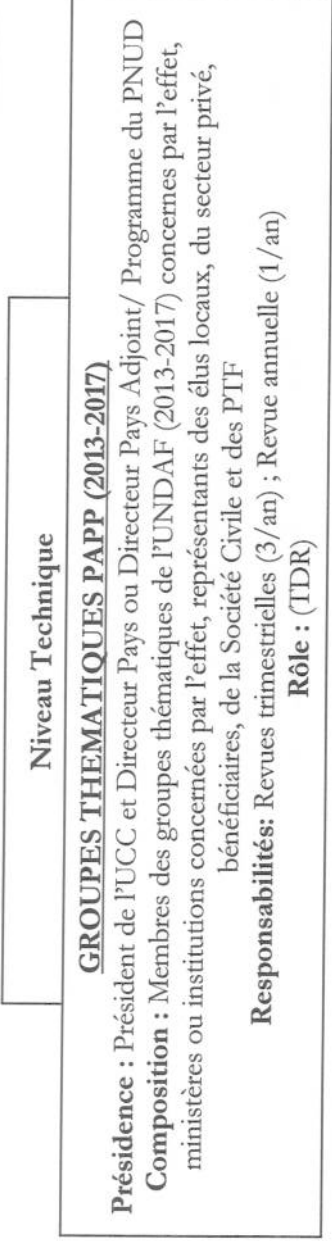 Niveau Technique
GROUPES THEMATIQUES PAPP (2013-2017)
Présidence : Président de l'UCC et Directeur Pays ou Directeur Pays Adjoint/ Programme du PNUD
Composition : Membres des groupes thématiques de l'UNDAF (2013-2017) concernes par l'effet,
ministères ou institutions concernées par l'effet, représentants des élus locaux, du secteur privé,
bénéficiaires, de la Société Civile et des PTF
Responsabilités: Revues trimestrielles (3/an) ; Revue annuelle (1/an)
Rôle : (TDR)